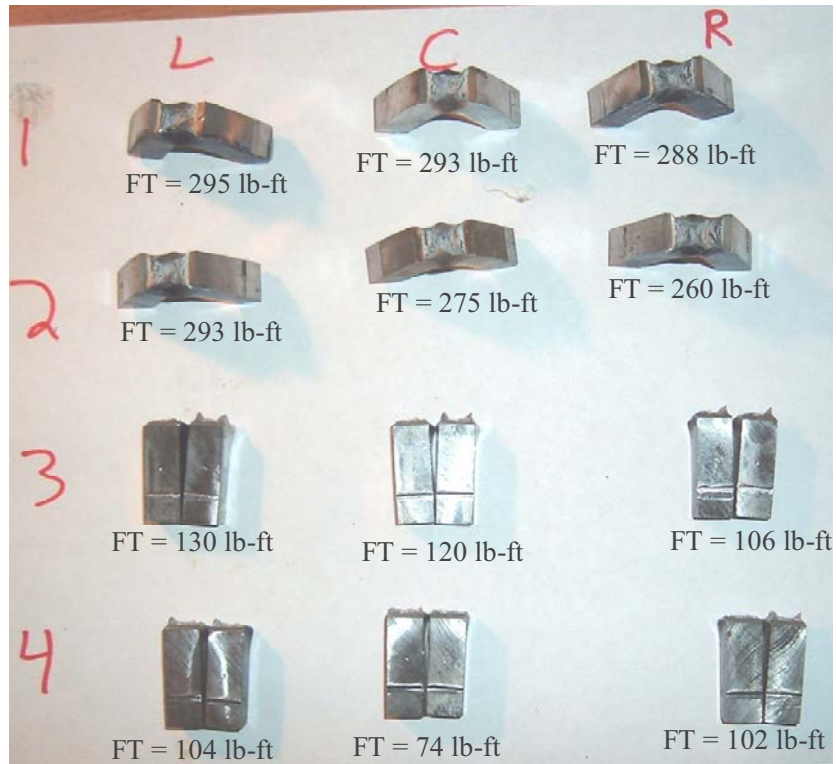 L C R
1
FT = 295 lb-ft FT = 293 lb-ft FT = 288 lb-ft
2
FT = 293 lb-ft FT = 275 lb-ft FT = 260 lb-ft
3
FT = 130 lb-ft FT = 120 lb-ft FT = 106 lb-ft
4
FT = 104 lb-ft FT = 74 lb-ft FT = 102 lb-ft